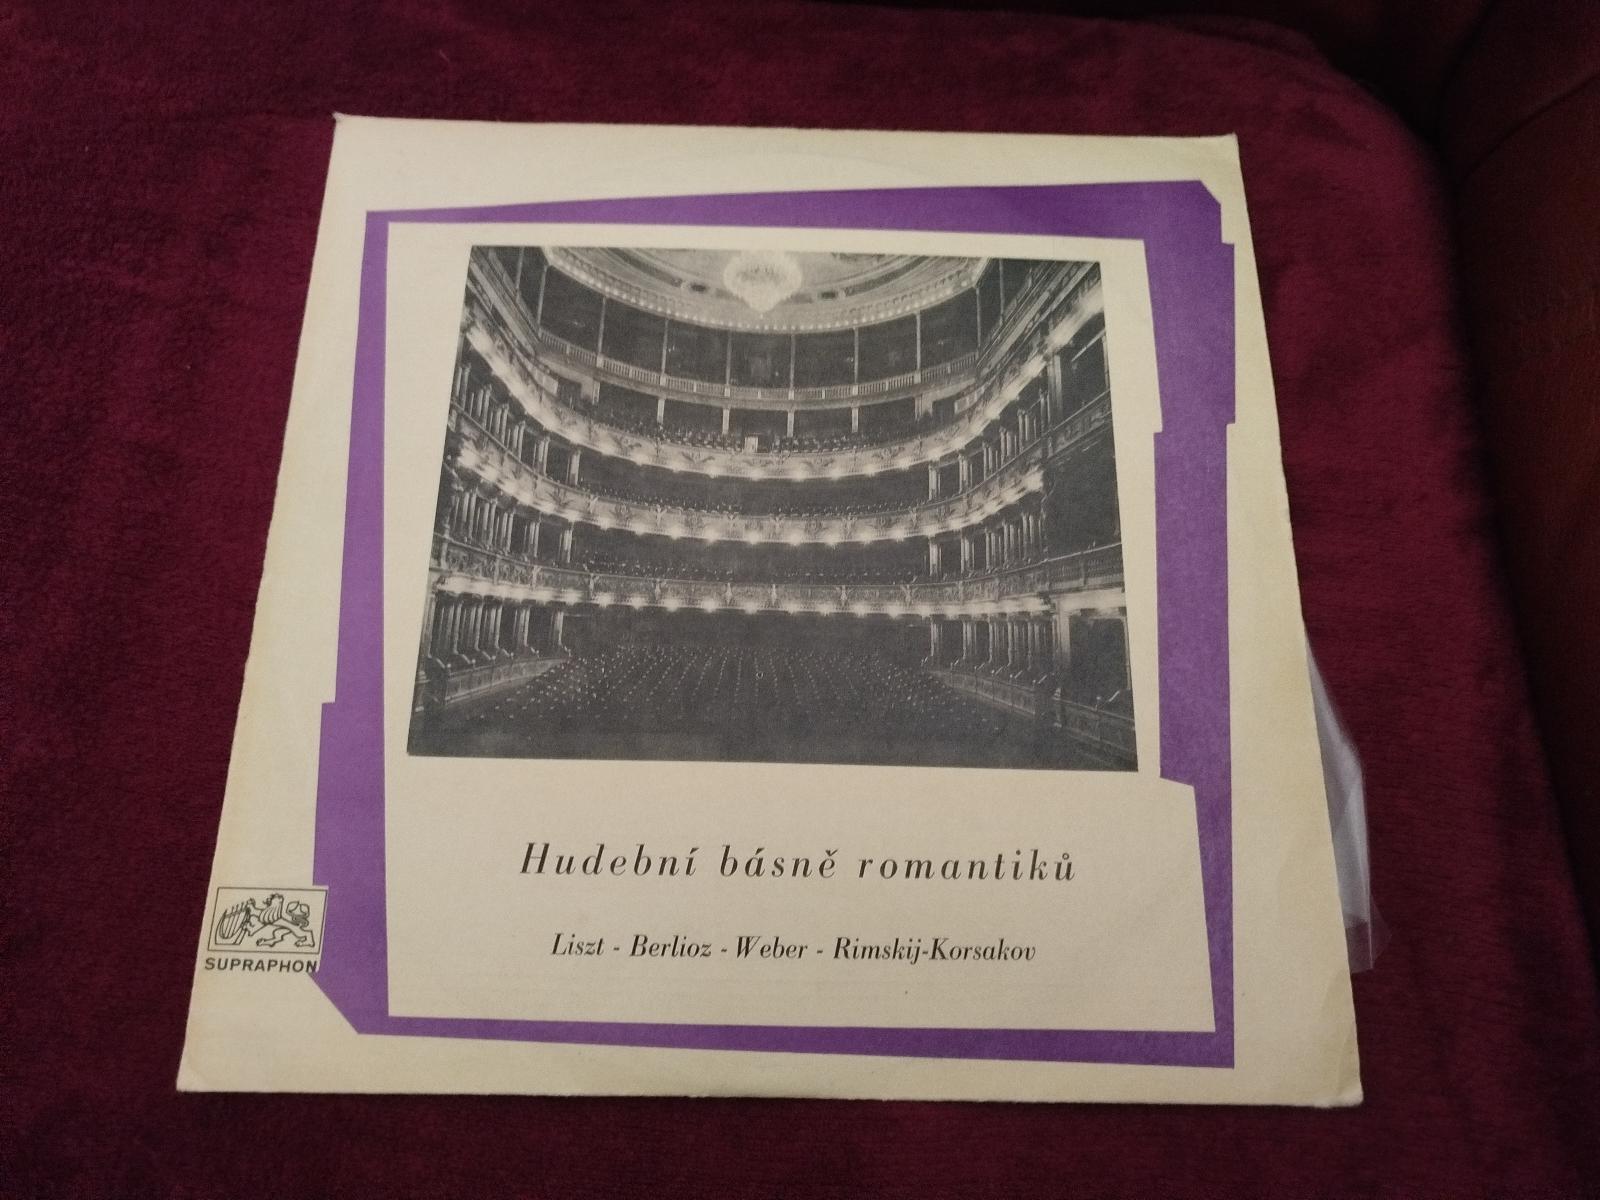 Hudební básně romantiků
Liszt - Berlioz - Weber - Rimskij-Korsakov
SUPRAPHON